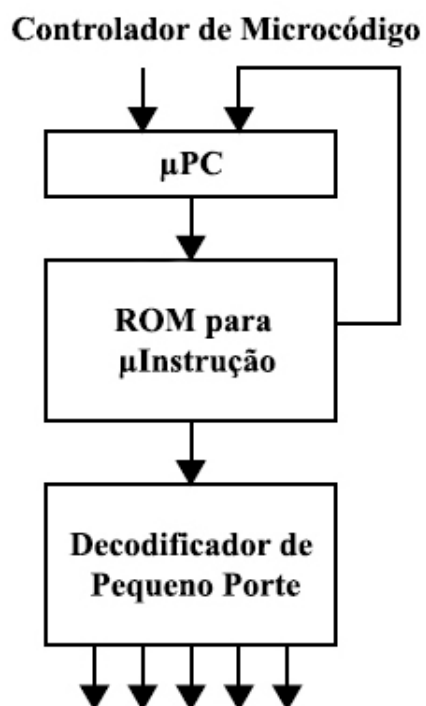 Controlador de Microcódigo
µPC
ROM para
µInstrução
Decodificador de
Pequeno Porte